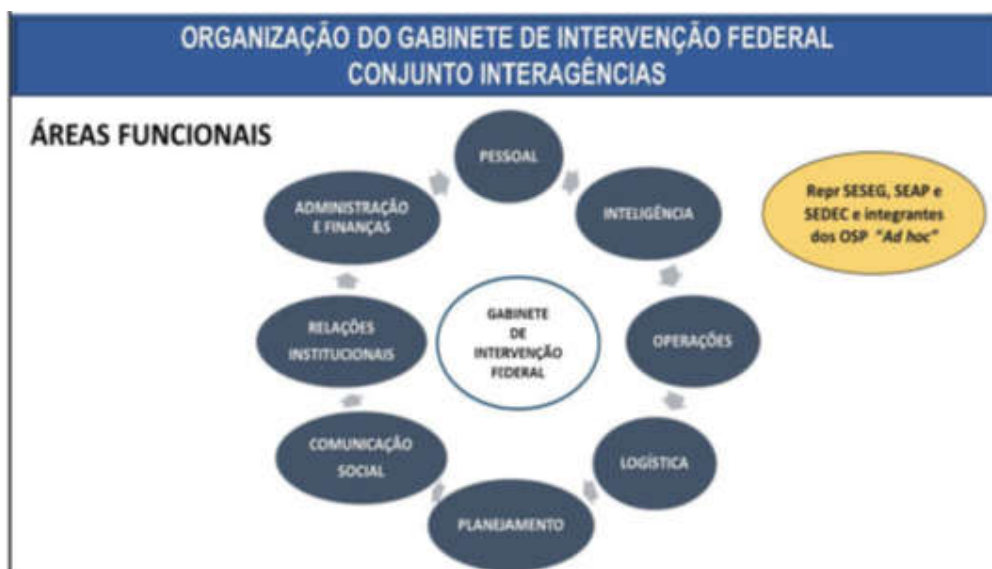 ORGANIZAÇÃO DO GABINETE DE INTERVENÇÃO FEDERAL
CONJUNTO INTERAGÊNCIAS
ÁREAS FUNCIONAIS
PESSOAL
INTELIGÊNCIA
OPERAÇÕES
LOGÍSTICA
PLANEJAMENTO
COMUNICAÇÃO
SOCIAL
RELAÇÕES
INSTITUCIONAIS
ADMINISTRAÇÃO
E FINANÇAS
GABINETE
DE
INTERVENÇÃO
FEDERAL
Repr SESEG, SEAP e
SEDEC e integrantes
dos OSP "Ad hoc"